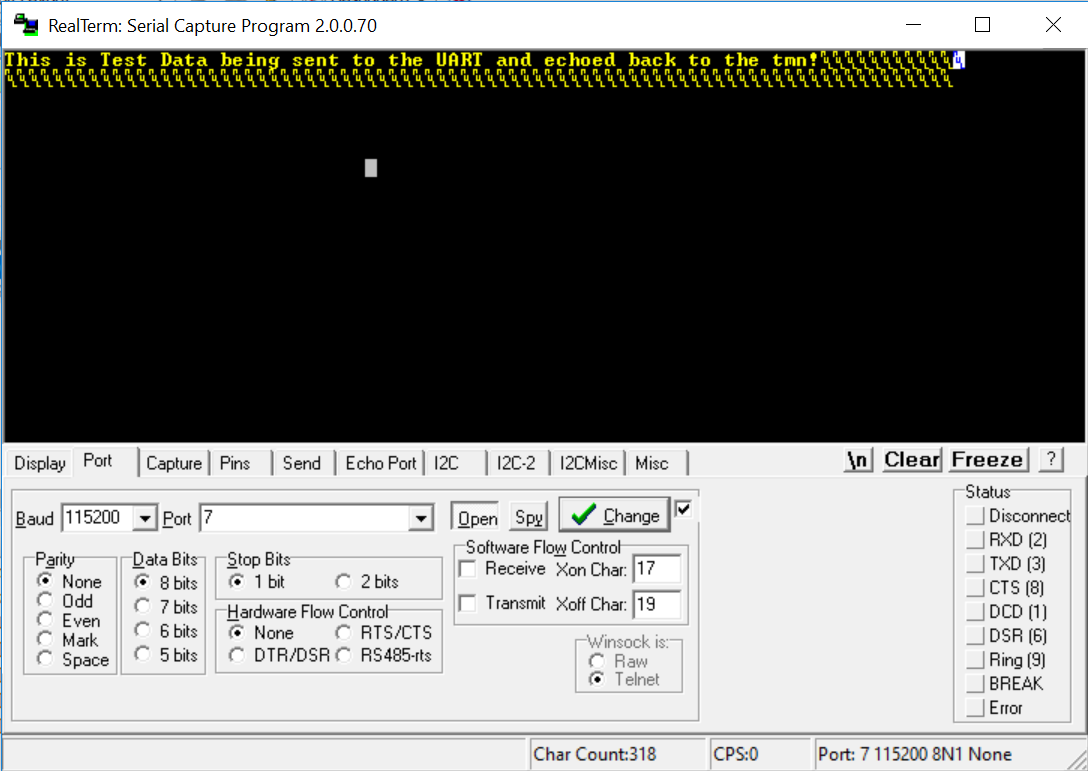 RealTerm: Serial Capture Program 2.0.0.70
This is Test Data being sent to the UART and echoed back to the tmn!
Display Port Capture Pins Send Echo Port I2C I2C-2 I2CMisc Misc \n Clear Freeze ?
Baud 115200 Port 7 Open Spy Change
Parity
None
Odd
Even
Mark
Space
Data Bits
8 bits
7 bits
6 bits
5 bits
Stop Bits
1 bit 2 bits
Hardware Flow Control
None RTS/CTS
DTR/DSR RS485-rts
Software Flow Control
Receive Xon Char: 17
Transmit Xoff Char: 19
Winsock is:
Raw
Telnet
Status
Disconnect
RXD (2)
TXD (3)
CTS (8)
DCD (1)
DSR (6)
Ring (9)
BREAK
Error
Char Count:318 CPS:0 Port: 7 115200 8N1 None